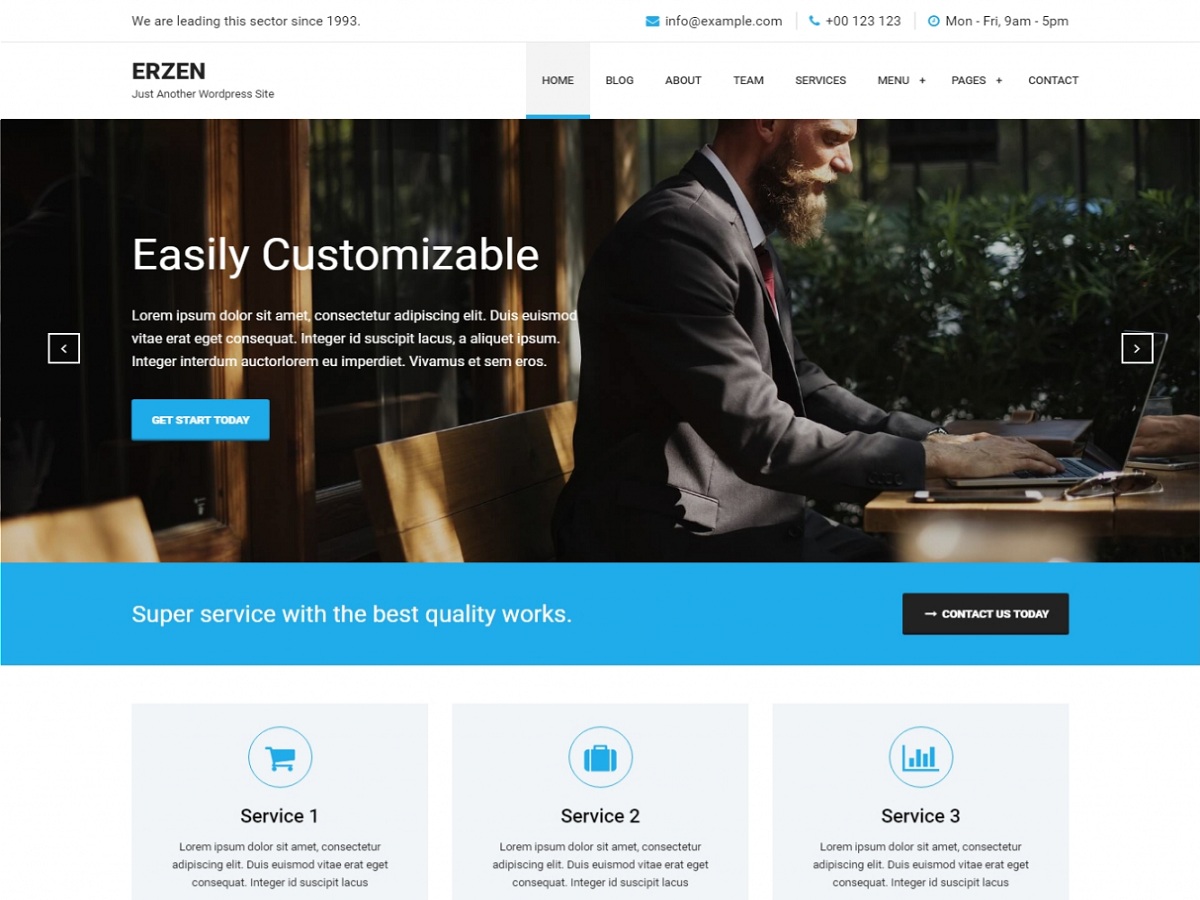 We are leading this sector since 1993.
info@example.com
+00 123 123
Mon - Fri, 9am - 5pm
ERZEN
Just Another Wordpress Site
HOME
BLOG
ABOUT
TEAM
SERVICES
MENU +
PAGES +
CONTACT
Easily Customizable
Lorem ipsum dolor sit amet, consectetur adipiscing elit. Duis euismod
vitae erat eget consequat. Integer id suscipit lacus, a aliquet ipsum.
Integer interdum auctorlorem eu imperdiet. Vivamus et sem eros.
GET START TODAY
Super service with the best quality works.
→ CONTACT US TODAY
Service 1
Lorem ipsum dolor sit amet, consectetur
adipiscing elit. Duis euismod vitae erat eget
consequat. Integer id suscipit lacus
Service 2
Lorem ipsum dolor sit amet, consectetur
adipiscing elit. Duis euismod vitae erat eget
consequat. Integer id suscipit lacus
Service 3
Lorem ipsum dolor sit amet, consectetur
adipiscing elit. Duis euismod vitae erat eget
consequat. Integer id suscipit lacus